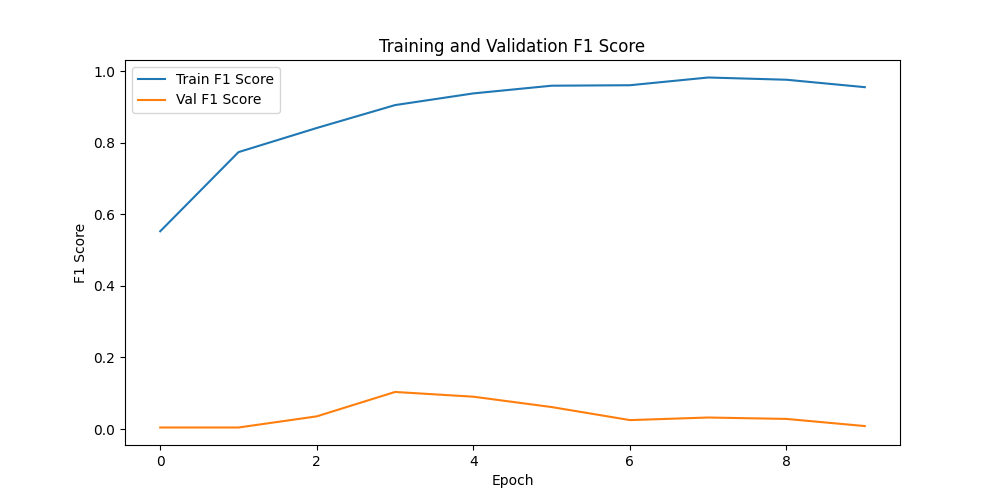 Training and Validation F1 Score
Train F1 Score
Val F1 Score
1.0
0.8
0.6
0.4
0.2
0.0
F1 Score
0 2 4 6 8
Epoch